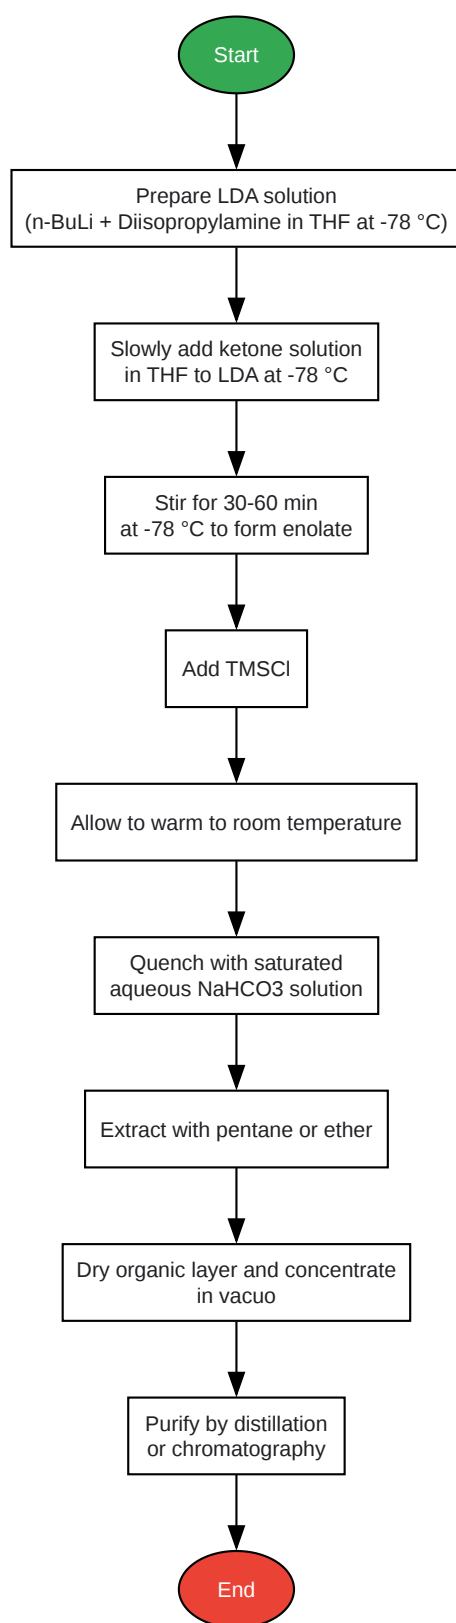 Start
Prepare LDA solution
(n-BuLi + Diisopropylamine in THF at -78 °C)
Slowly add ketone solution
in THF to LDA at -78 °C
Stir for 30-60 min
at -78 °C to form enolate
Add TMSCl
Allow to warm to room temperature
Quench with saturated
aqueous NaHCO3 solution
Extract with pentane or ether
Dry organic layer and concentrate
in vacuo
Purify by distillation
or chromatography
End